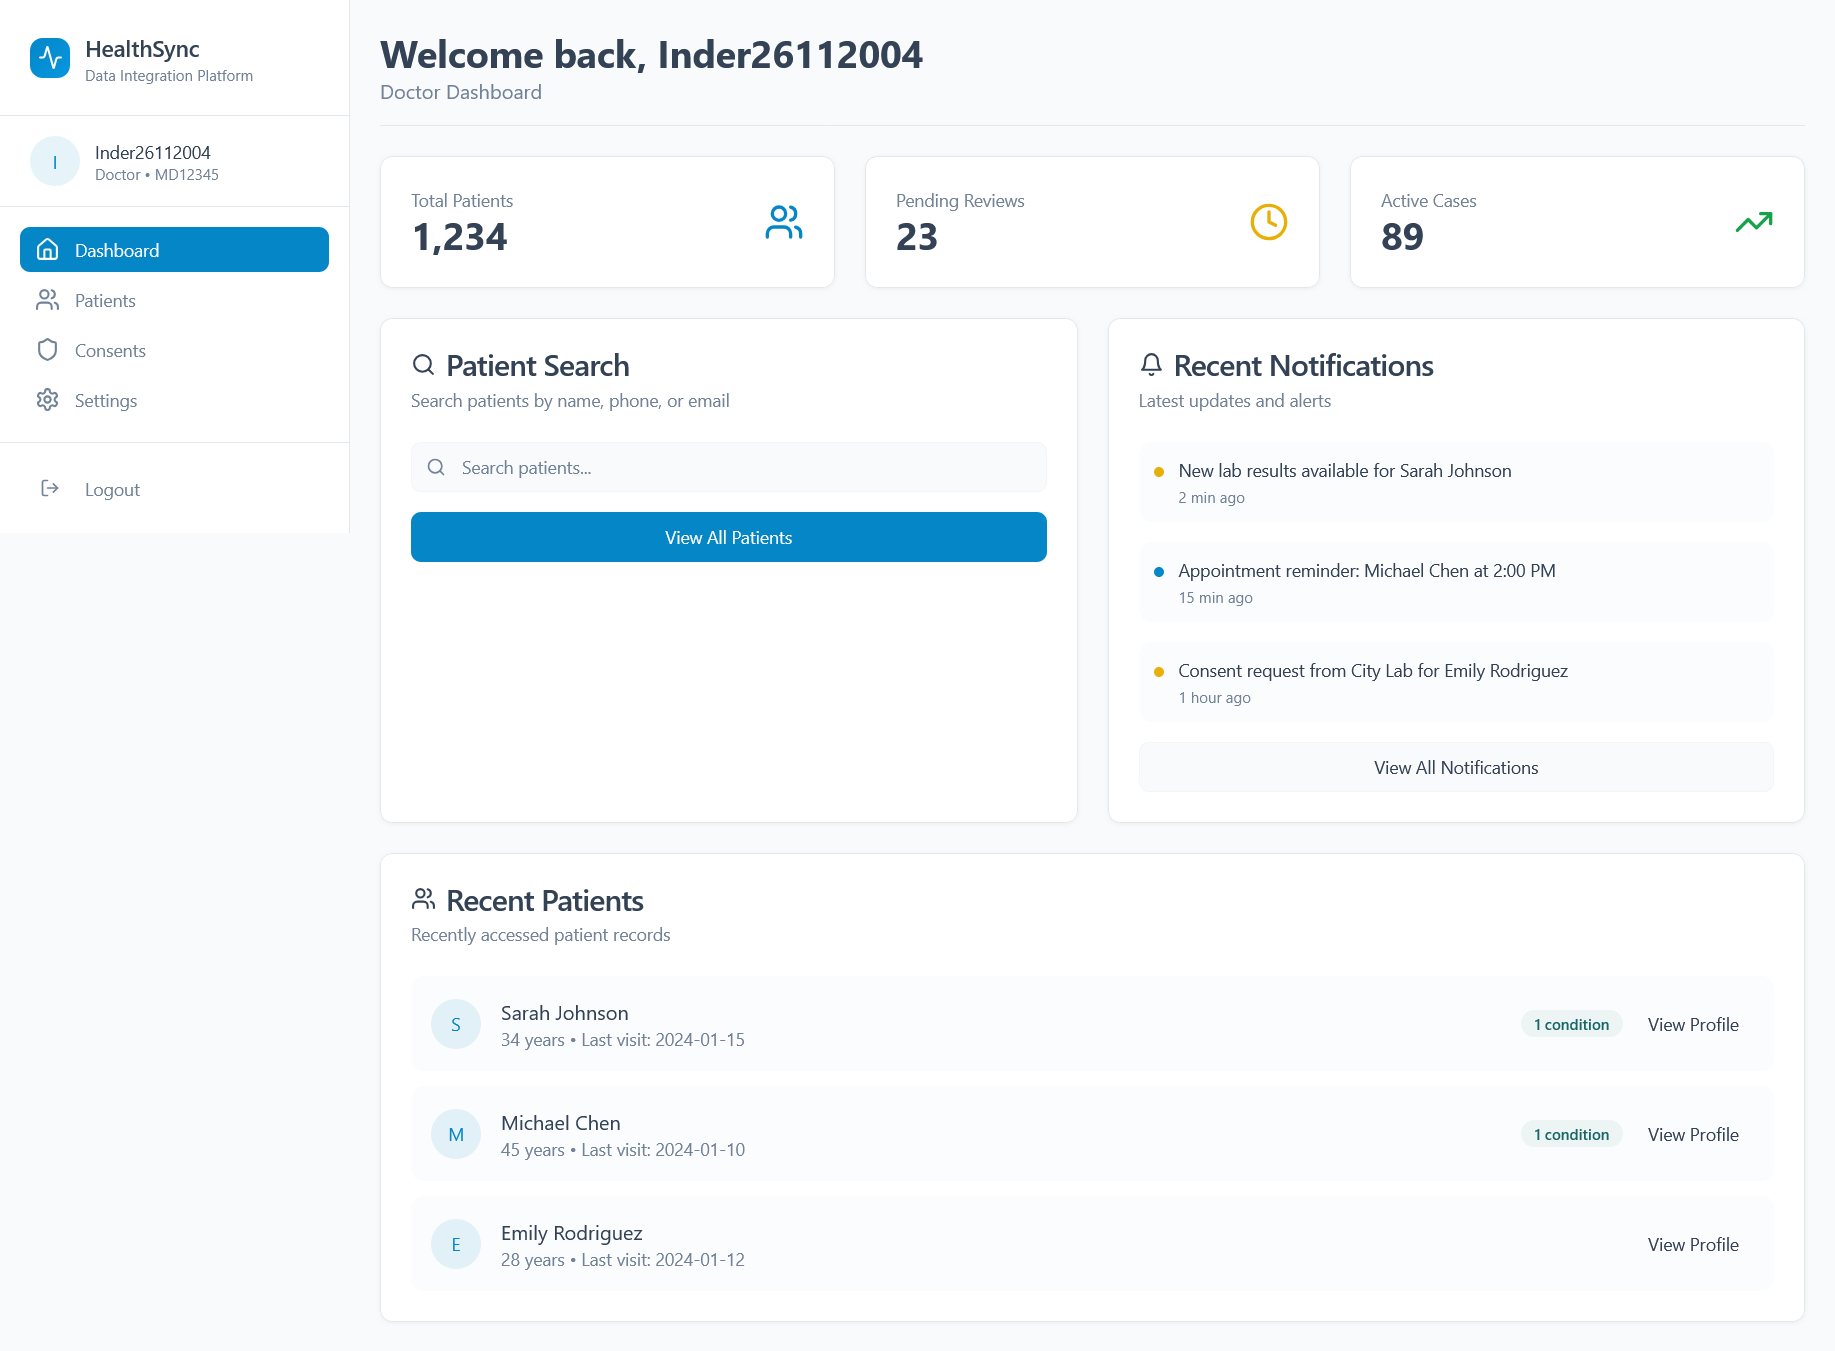 HealthSync
Data Integration Platform
I
Inder26112004
Doctor • MD12345
Dashboard
Patients
Consents
Settings
Logout
Welcome back, Inder26112004
Doctor Dashboard
Total Patients
1,234
Pending Reviews
23
Active Cases
89
Patient Search
Search patients by name, phone, or email
Search patients...
View All Patients
Recent Notifications
Latest updates and alerts
New lab results available for Sarah Johnson
2 min ago
Appointment reminder: Michael Chen at 2:00 PM
15 min ago
Consent request from City Lab for Emily Rodriguez
1 hour ago
View All Notifications
Recent Patients
Recently accessed patient records
S
Sarah Johnson
34 years • Last visit: 2024-01-15
1 condition
View Profile
M
Michael Chen
45 years • Last visit: 2024-01-10
1 condition
View Profile
E
Emily Rodriguez
28 years • Last visit: 2024-01-12
View Profile